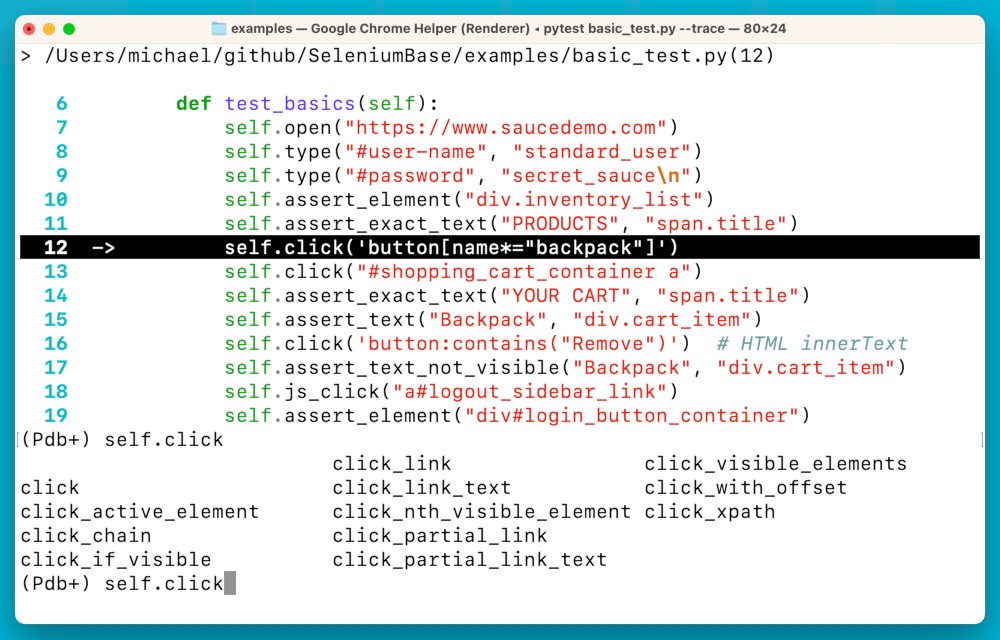 examples — Google Chrome Helper (Renderer) ◂ pytest basic_test.py --trace — 80×24
> /Users/michael/github/SeleniumBase/examples/basic_test.py(12)
6         def test_basics(self):
7             self.open("https://www.saucedemo.com")
8             self.type("#user-name", "standard_user")
9             self.type("#password", "secret_sauce\n")
10             self.assert_element("div.inventory_list")
11             self.assert_exact_text("PRODUCTS", "span.title")
12  ->         self.click('button[name*="backpack"]')
13             self.click("#shopping_cart_container a")
14             self.assert_exact_text("YOUR CART", "span.title")
15             self.assert_text("Backpack", "div.cart_item")
16             self.click('button:contains("Remove")')  # HTML innerText
17             self.assert_text_not_visible("Backpack", "div.cart_item")
18             self.js_click("a#logout_sidebar_link")
19             self.assert_element("div#login_button_container")
[(Pdb+) self.click ]
click_link click_visible_elements
click click_link_text click_with_offset
click_active_element click_nth_visible_element click_xpath
click_chain click_partial_link
click_if_visible click_partial_link_text
(Pdb+) self.click